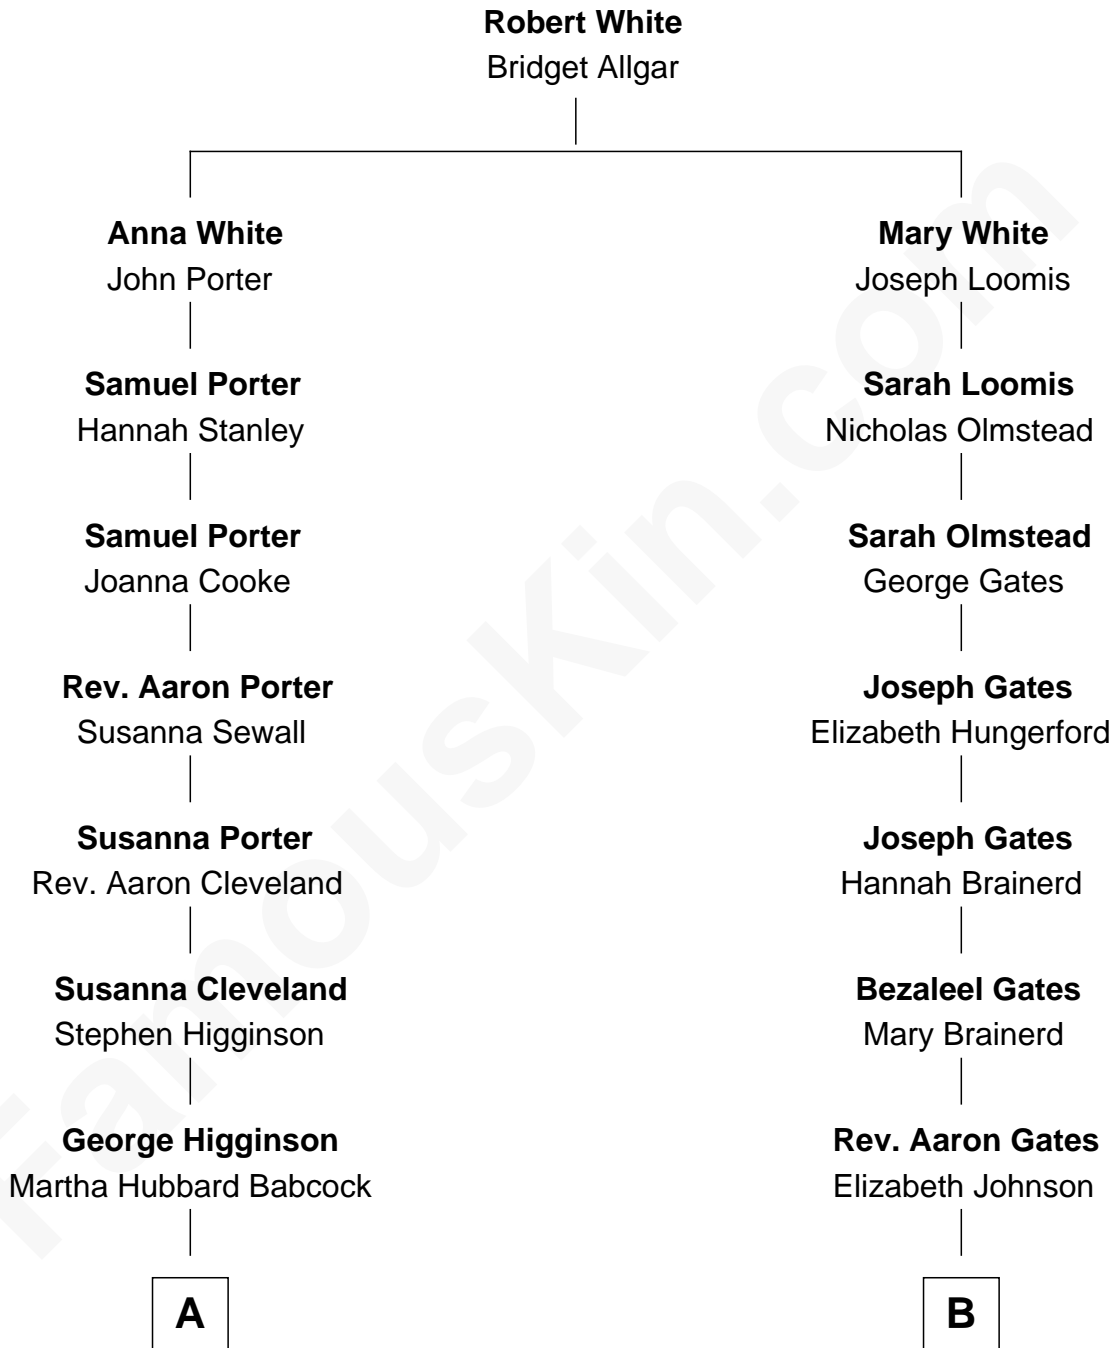 Robert White
Bridget Allgar
Anna White
John Porter
Mary White
Joseph Loomis
Samuel Porter
Hannah Stanley
Sarah Loomis
Nicholas Olmstead
Samuel Porter
Joanna Cooke
Sarah Olmstead
George Gates
Rev. Aaron Porter
Susanna Sewall
Joseph Gates
Elizabeth Hungerford
Susanna Porter
Rev. Aaron Cleveland
Joseph Gates
Hannah Brainerd
Susanna Cleveland
Stephen Higginson
Bezaleel Gates
Mary Brainerd
George Higginson
Martha Hubbard Babcock
Rev. Aaron Gates
Elizabeth Johnson
A
B
FamousKin.com